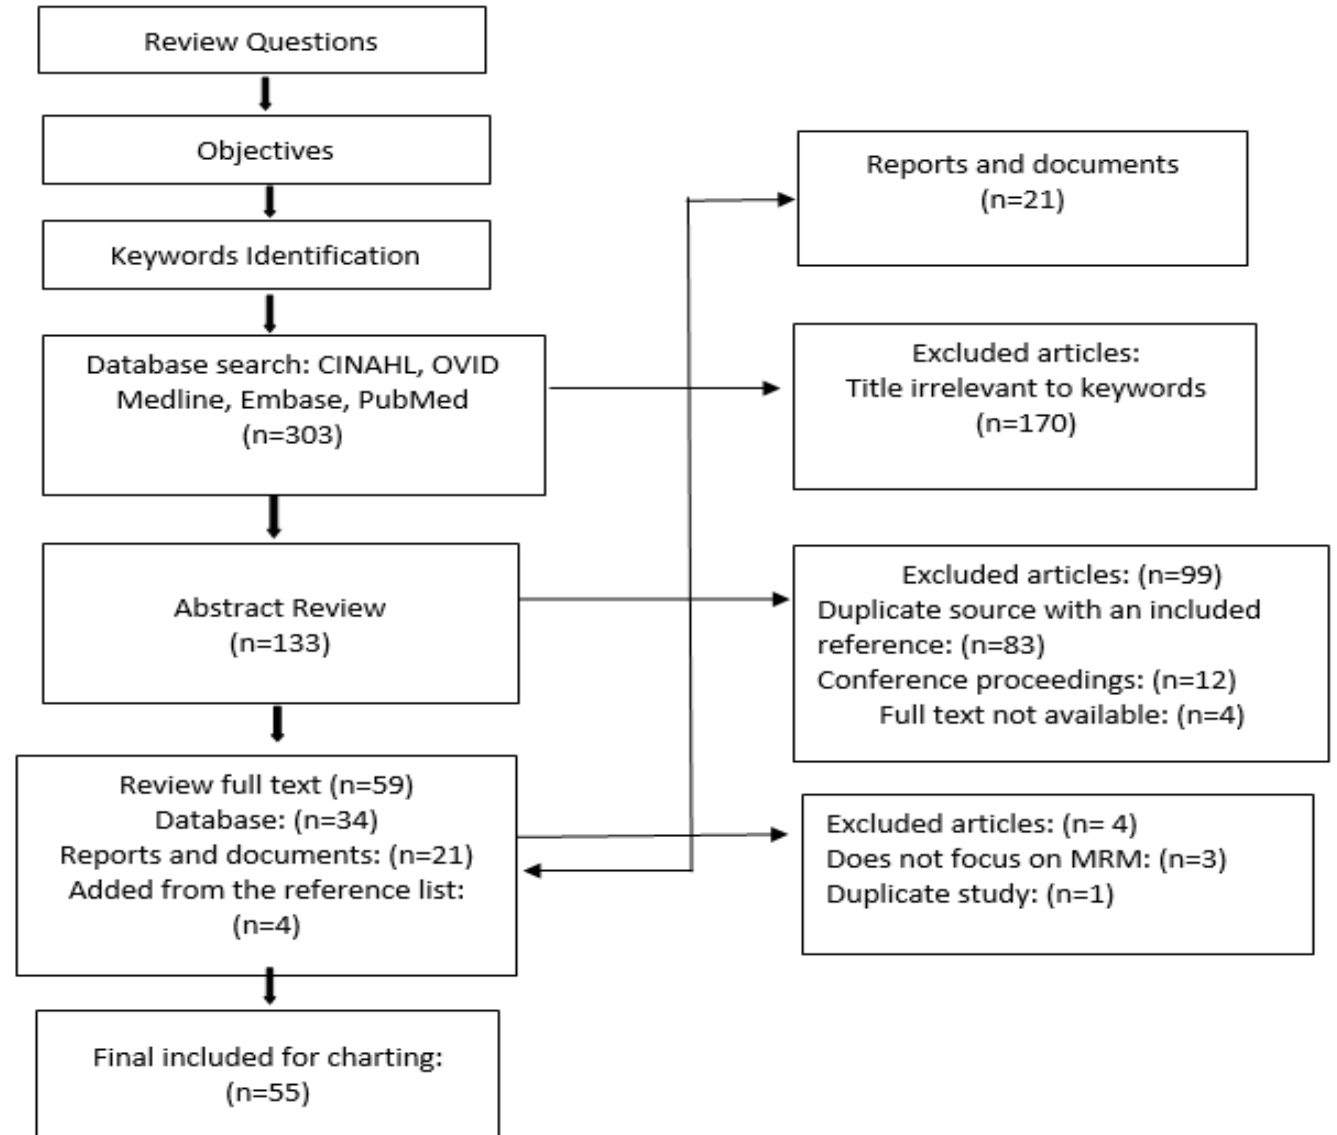 Review Questions
Objectives
Keywords Identification
Database search: CINAHL, OVID
Medline, Embase, PubMed
(n=303)
Abstract Review
(n=133)
Review full text (n=59)
Database: (n=34)
Reports and documents: (n=21)
Added from the reference list:
(n=4)
Final included for charting:
(n=55)
Reports and documents
(n=21)
Excluded articles:
Title irrelevant to keywords
(n=170)
Excluded articles: (n=99)
Duplicate source with an included
reference: (n=83)
Conference proceedings: (n=12)
Full text not available: (n=4)
Excluded articles: (n= 4)
Does not focus on MRM: (n=3)
Duplicate study: (n=1)